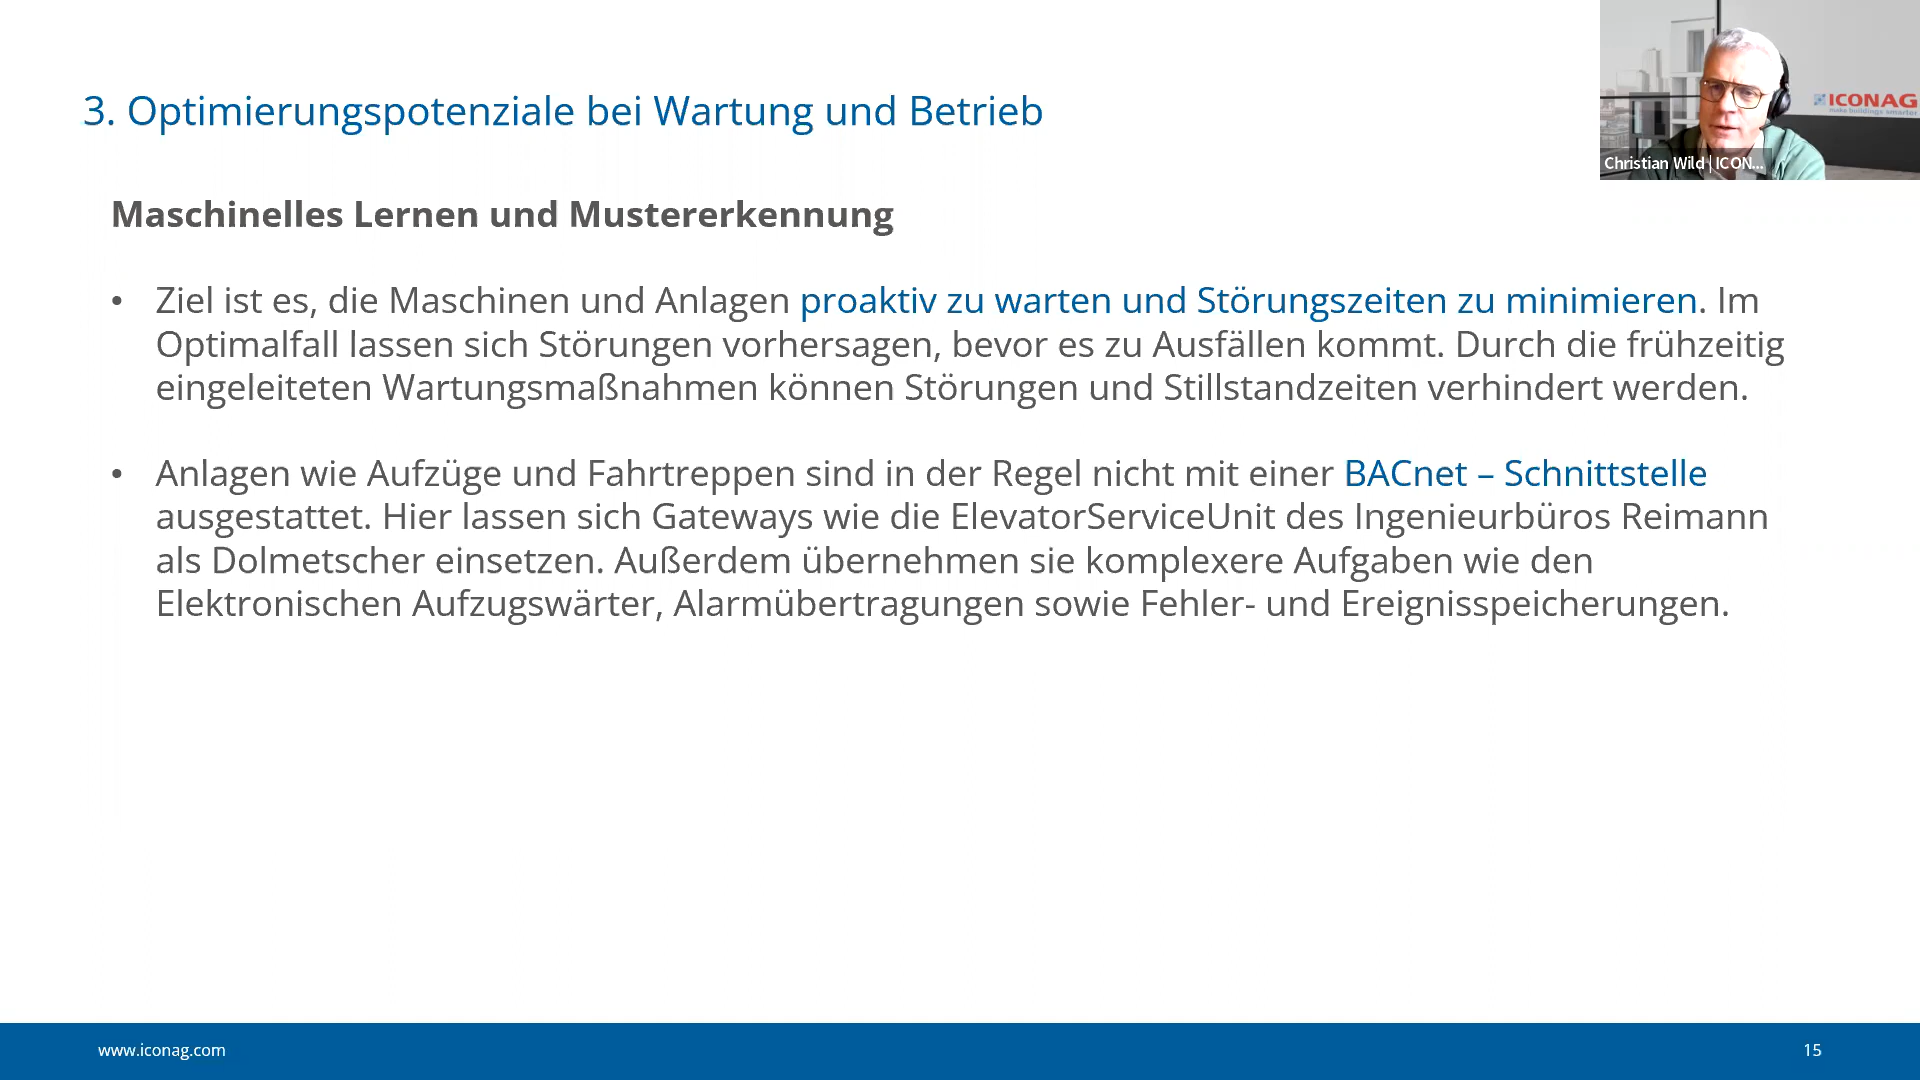 3. Optimierungspotenziale bei Wartung und Betrieb
ICONAG
make buildings smarter
Christian Wild | ICON...
Maschinelles Lernen und Mustererkennung
• Ziel ist es, die Maschinen und Anlagen proaktiv zu warten und Störungszeiten zu minimieren. Im
Optimalfall lassen sich Störungen vorhersagen, bevor es zu Ausfällen kommt. Durch die frühzeitig
eingeleiteten Wartungsmaßnahmen können Störungen und Stillstandzeiten verhindert werden.
• Anlagen wie Aufzüge und Fahrtreppen sind in der Regel nicht mit einer BACnet – Schnittstelle
ausgestattet. Hier lassen sich Gateways wie die ElevatorServiceUnit des Ingenieurbüros Reimann
als Dolmetscher einsetzen. Außerdem übernehmen sie komplexere Aufgaben wie den
Elektronischen Aufzugswärter, Alarmübertragungen sowie Fehler- und Ereignisspeicherungen.
www.iconag.com
15